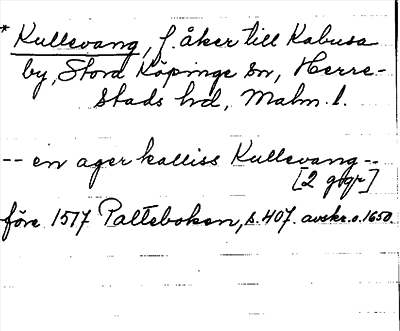 * Kullevang, f. åker till Kabusa
by, Stora Köpinge sn, Herre-
stads hd, Malm. l.
-- en ager kalliss Kullevang --
[2 ggr]
före 1517 Palteboken, s. 407. avskr. o. 1650.